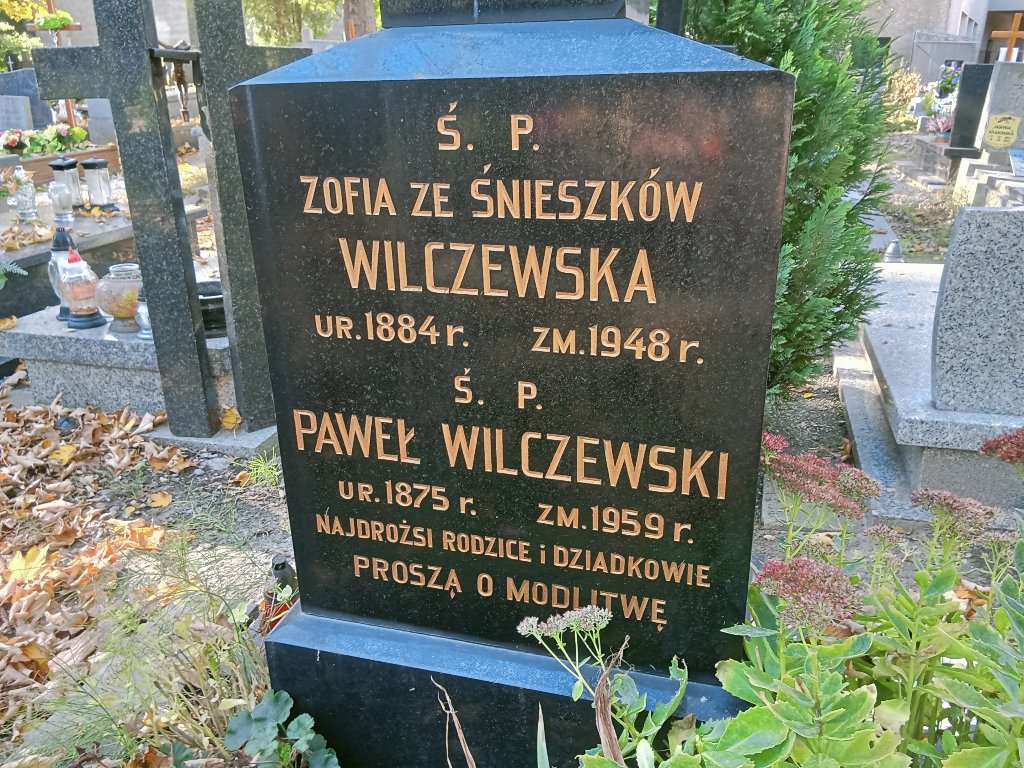 Ś. P.
ZOFIA ZE ŚNIESZKÓW
WILCZEWSKA
UR. 1884 r. ZM. 1948 r.
Ś. P.
PAWEŁ WILCZEWSKI
UR. 1875 r. ZM. 1959 r.
NAJDROŻSI RODZICE i DZIADKOWIE
PROSZĄ O MODLITWĘ